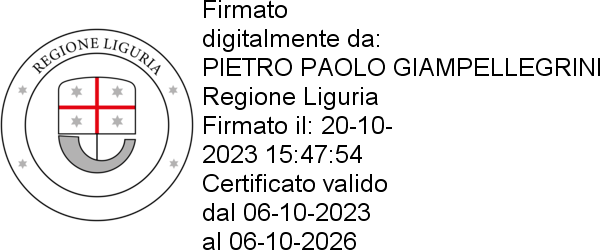 REGIONE LIGURIA
Firmato
digitalmente da:
PIETRO PAOLO GIAMPELLEGRINI
Regione Liguria
Firmato il: 20-10-
2023 15:47:54
Certificato valido
dal 06-10-2023
al 06-10-2026